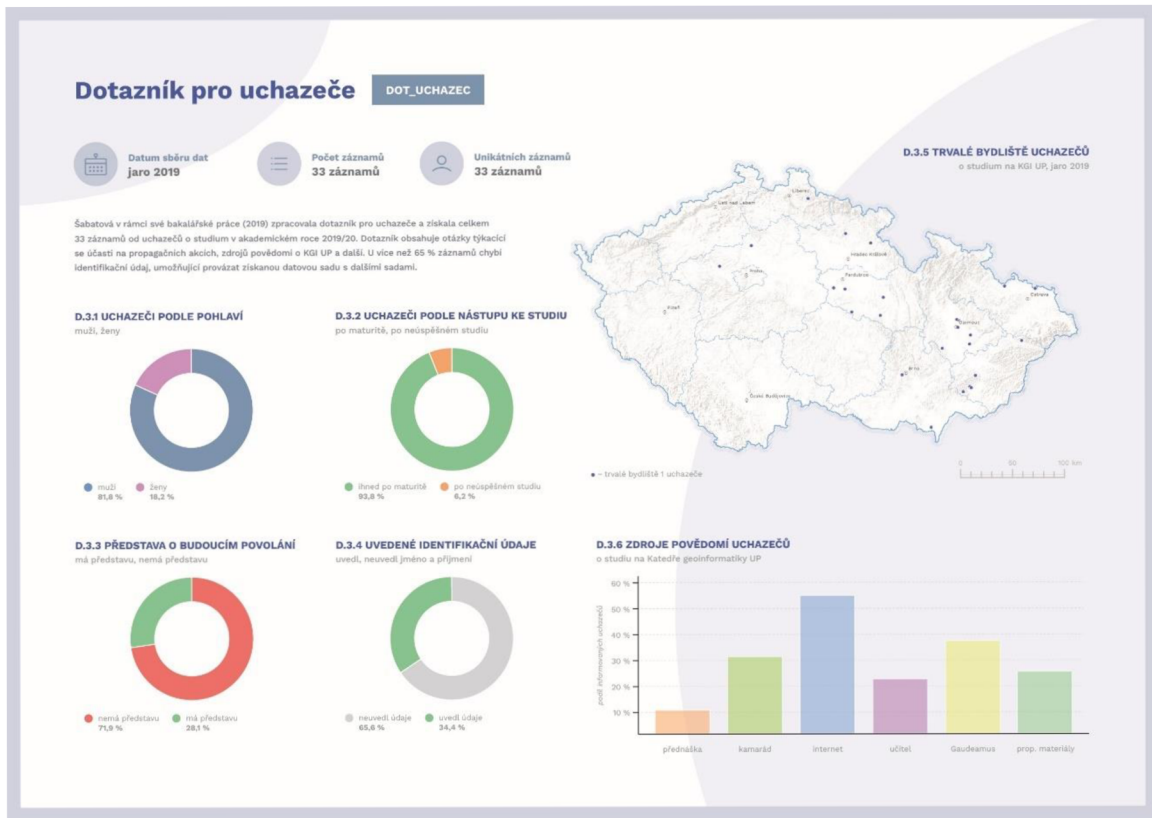 Dotazník pro uchazeče
DOT_UCHAZEC
Datum sběru dat
jaro 2019
Počet záznamů
33 záznamů
Unikátních záznamů
33 záznamů
Šabatová v rámci své bakalářské práce (2019) zpracovala dotazník pro uchazeče a získala celkem
33 záznamů od uchazečů o studium v akademickém roce 2019/20. Dotazník obsahuje otázky týkající
se účasti na propagačních akcích, zdrojů povědomí o KGI UP a další. U více než 65 % záznamů chybí
identifikační údaj, umožňující provázat získanou datovou sadu s dalšími sadami.
D.3.1 UCHAZEČI PODLE POHLAVÍ
muži, ženy
muži
81,8 %
ženy
18,2 %
D.3.2 UCHAZEČI PODLE NÁSTUPU KE STUDIU
po maturitě, po neúspěšném studiu
ihned po maturitě
93,8 %
po neúspěšném studiu
6,2 %
D.3.3 PŘEDSTAVA O BUDOUCÍM POVOLÁNÍ
má představu, nemá představu
nemá představu
71,9 %
má představu
28,1 %
D.3.4 UVEDENÉ IDENTIFIKAČNÍ ÚDAJE
uvedl, neuvedl jméno a příjmení
neuvedl údaje
65,6 %
uvedl údaje
34,4 %
D.3.5 TRVALÉ BYDLIŠTĚ UCHAZEČŮ
o studium na KGI UP, jaro 2019
Liberec
Ústí nad Labem
Hradec Králové
Praha
Pardubice
Plzeň
Ostrava
Olomouc
Brno
České Budějovice
– trvalé bydliště 1 uchazeče
0 50 100 km
D.3.6 ZDROJE POVĚDOMÍ UCHAZEČŮ
o studiu na Katedře geoinformatiky UP
podíl informovaných uchazečů
60 %
50 %
40 %
30 %
20 %
10 %
přednáška kamarád internet učitel Gaudeamus prop. materiály